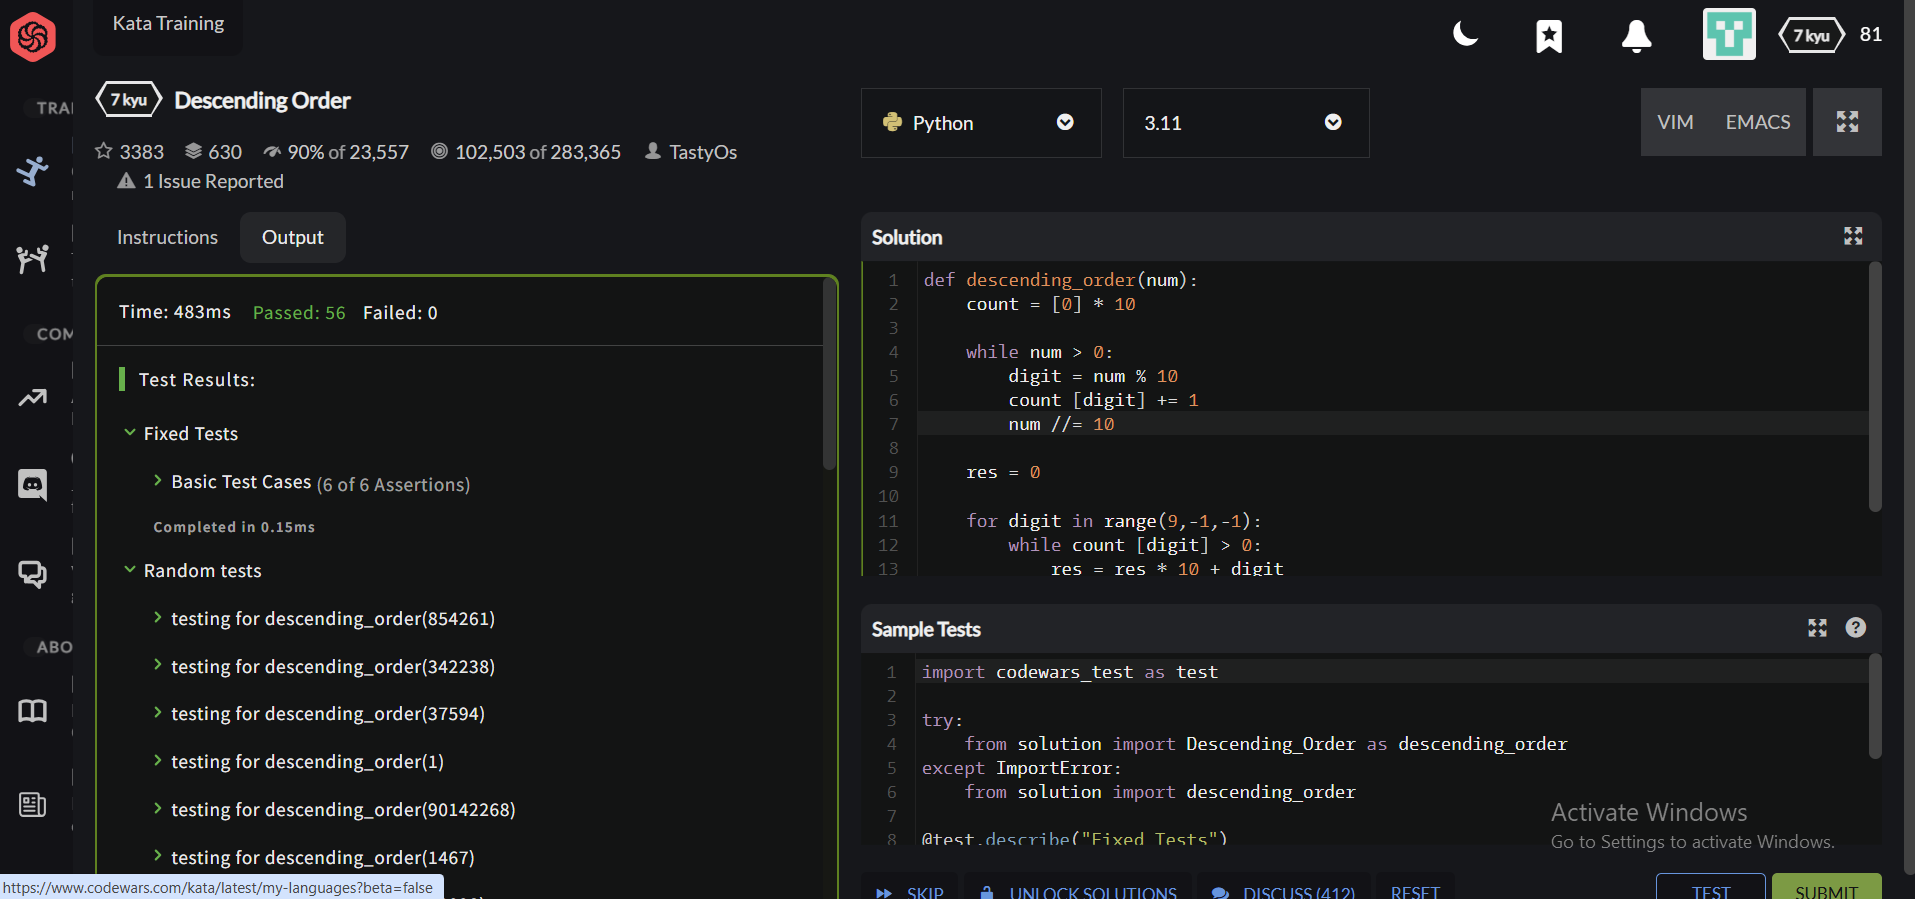 Kata Training
7 kyu
81
TRAI
7 kyu Descending Order
3383 630 90% of 23,557 102,503 of 283,365 TastyOs
1 Issue Reported
Python
3.11
VIM EMACS
Instructions Output
Time: 483ms Passed: 56 Failed: 0
Test Results:
Fixed Tests
Basic Test Cases (6 of 6 Assertions)
Completed in 0.15ms
Random tests
testing for descending_order(854261)
testing for descending_order(342238)
testing for descending_order(37594)
testing for descending_order(1)
testing for descending_order(90142268)
testing for descending_order(1467)
COM
ABO
https://www.codewars.com/kata/latest/my-languages?beta=false
Solution
1 def descending_order(num):
2 count = [0] * 10
3
4 while num > 0:
5 digit = num % 10
6 count [digit] += 1
7 num //= 10
8
9 res = 0
10
11 for digit in range(9,-1,-1):
12 while count [digit] > 0:
13 res = res * 10 + digit
Sample Tests
?
1 import codewars_test as test
2
3 try:
4 from solution import Descending_Order as descending_order
5 except ImportError:
6 from solution import descending_order
7
8 @test.describe("Fixed Tests")
Activate Windows
Go to Settings to activate Windows.
SKIP UNLOCK SOLUTIONS DISCUSS (412) RESET TEST SUBMIT